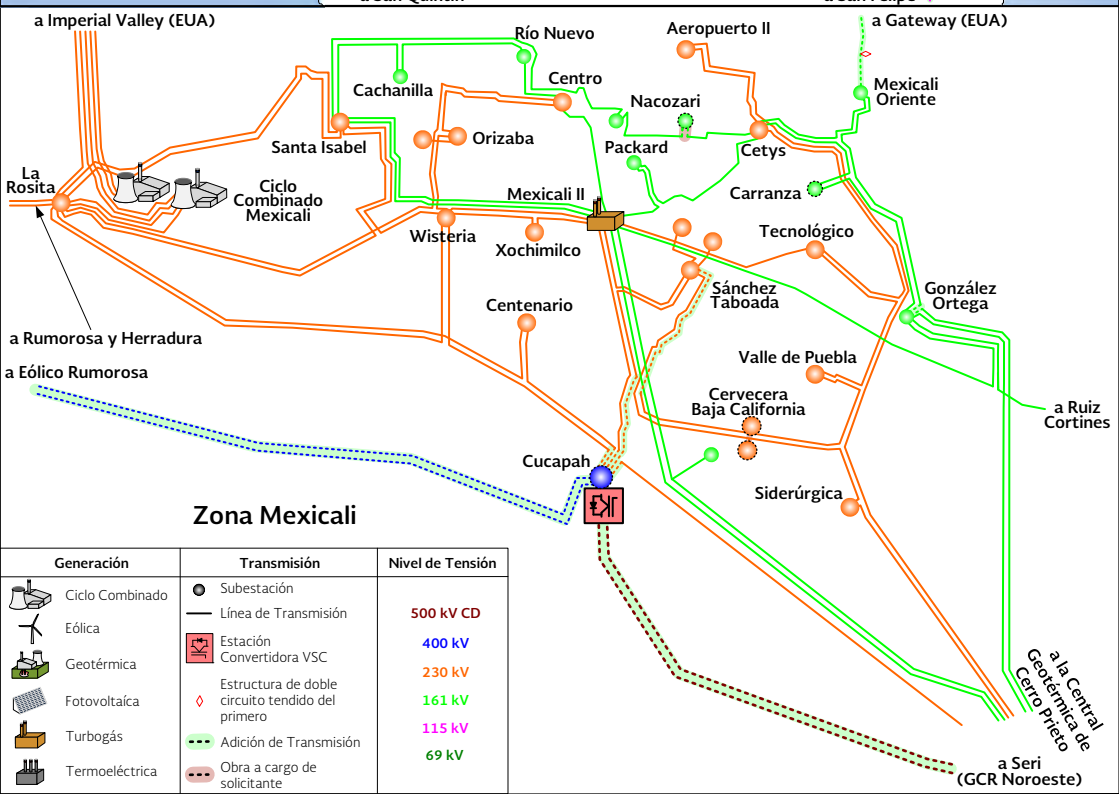 a San Quintín
a San Felipe
a Imperial Valley (EUA)
Río Nuevo
Aeropuerto II
a Gateway (EUA)
Cachanilla
Centro
Nacozari
Mexicali
Oriente
Santa Isabel
Orizaba
Packard
Cetys
La
Rosita
Ciclo
Combinado
Mexicali
Mexicali II
Carranza
Wisteria
Xochimilco
Tecnológico
Sánchez
Taboada
González
Ortega
Centenario
a Rumorosa y Herradura
Valle de Puebla
a Eólico Rumorosa
Cervecera
Baja California
a Ruiz
Cortines
Cucapah
Siderúrgica
Zona Mexicali
a la Central
Geotérmica de
Cerro Prieto
a Seri
(GCR Noroeste)
Generación
Ciclo Combinado
Eólica
Geotérmica
Fotovoltaíca
Turbogás
Termoeléctrica
Transmisión
Subestación
Línea de Transmisión
Estación
Convertidora VSC
Estructura de doble
circuito tendido del
primero
Adición de Transmisión
Obra a cargo de
solicitante
Nivel de Tensión
500 kV CD
400 kV
230 kV
161 kV
115 kV
69 kV